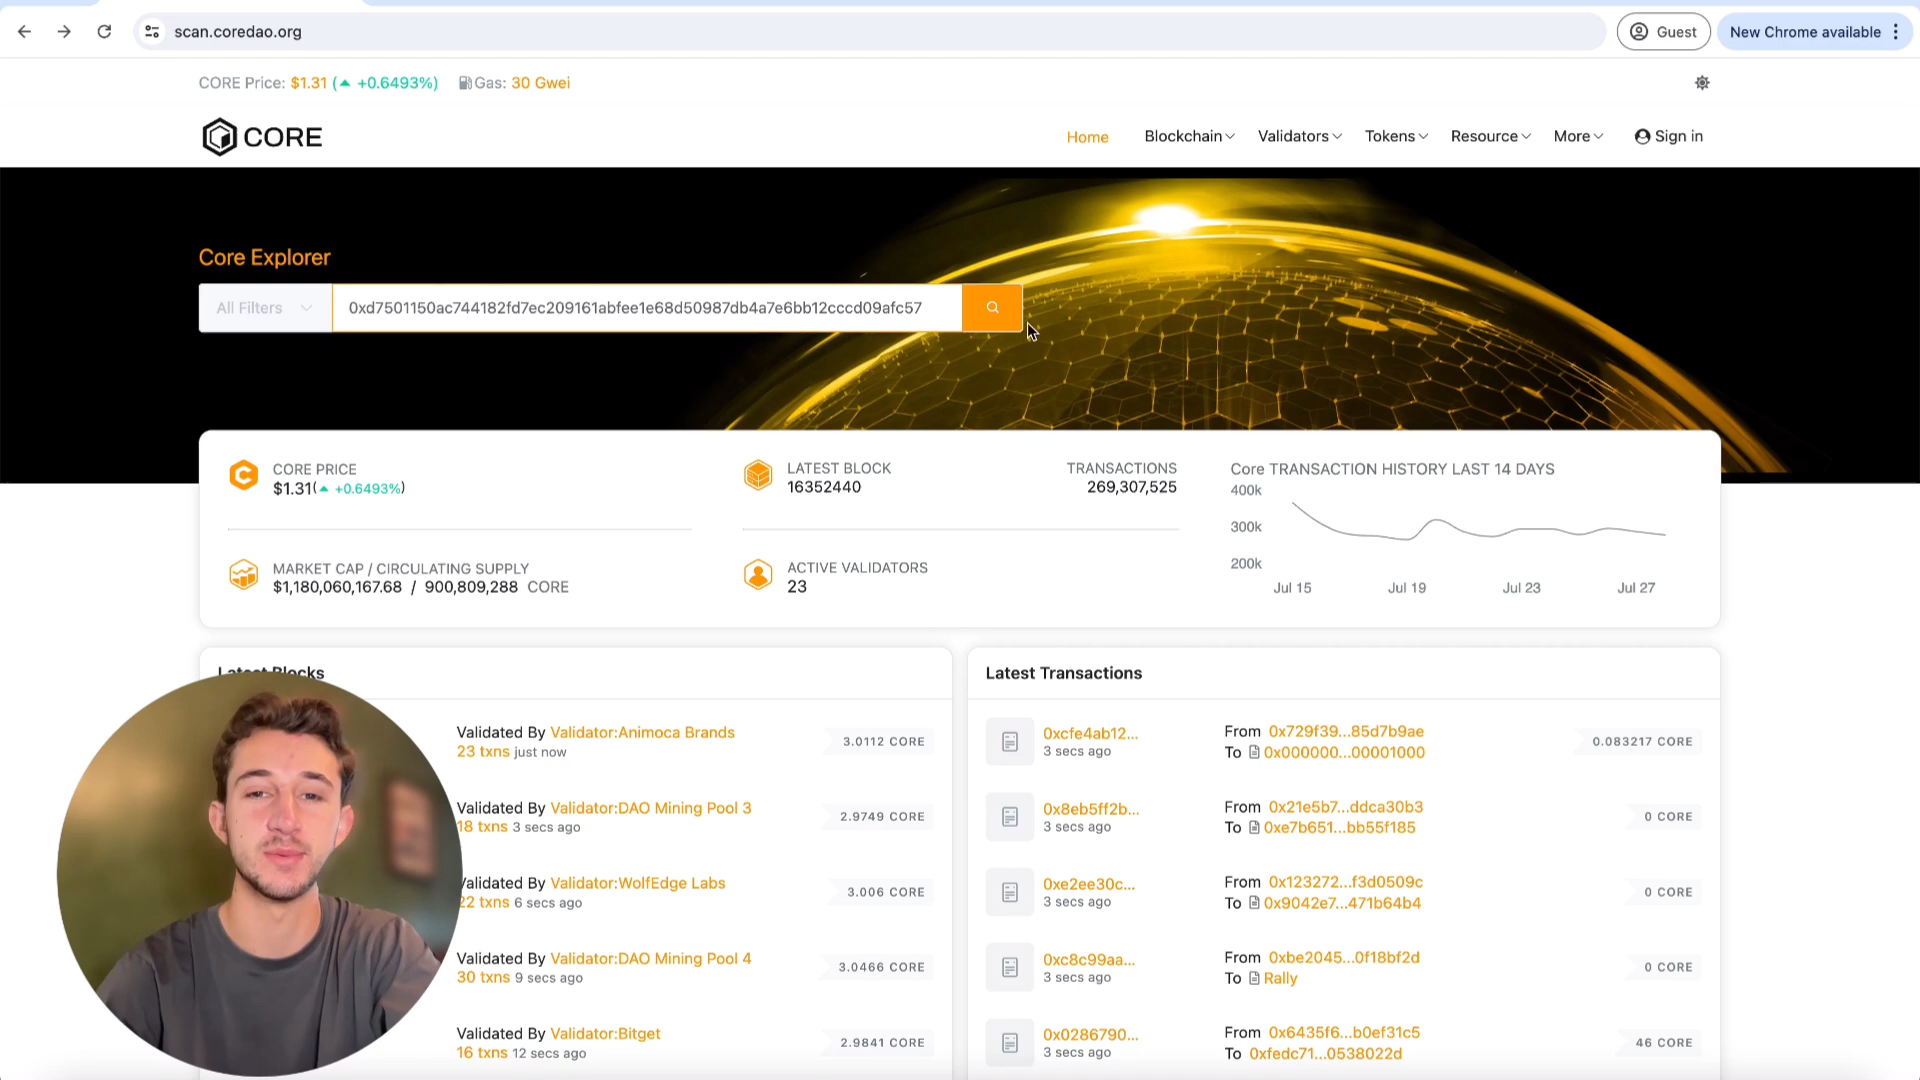 scan.coredao.org
Guest
New Chrome available
CORE Price: $1.31 (▲ +0.6493%) Gas: 30 Gwei
CORE
Home Blockchain Validators Tokens Resource More Sign in
Core Explorer
All Filters
0xd7501150ac744182fd7ec209161abfee1e68d50987db4a7e6bb12cccd09afc57
CORE PRICE
$1.31(▲ +0.6493%)
LATEST BLOCK
16352440
TRANSACTIONS
269,307,525
MARKET CAP / CIRCULATING SUPPLY
$1,180,060,167.68 / 900,809,288 CORE
ACTIVE VALIDATORS
23
Core TRANSACTION HISTORY LAST 14 DAYS
400k
300k
200k
Jul 15 Jul 19 Jul 23 Jul 27
Latest Blocks
Validated By Validator:Animoca Brands
23 txns just now
3.0112 CORE
Validated By Validator:DAO Mining Pool 3
18 txns 3 secs ago
2.9749 CORE
Validated By Validator:WolfEdge Labs
22 txns 6 secs ago
3.006 CORE
Validated By Validator:DAO Mining Pool 4
30 txns 9 secs ago
3.0466 CORE
Validated By Validator:Bitget
16 txns 12 secs ago
2.9841 CORE
Latest Transactions
0xcfe4ab12...
3 secs ago
From 0x729f39...85d7b9ae
To 0x000000...00001000
0.083217 CORE
0x8eb5ff2b...
3 secs ago
From 0x21e5b7...ddca30b3
To 0xe7b651...bb55f185
0 CORE
0xe2ee30c...
3 secs ago
From 0x123272...f3d0509c
To 0x9042e7...471b64b4
0 CORE
0xc8c99aa...
3 secs ago
From 0xbe2045...0f18bf2d
To Rally
0 CORE
0x0286790...
3 secs ago
From 0x6435f6...b0ef31c5
To 0xfedc71...0538022d
46 CORE